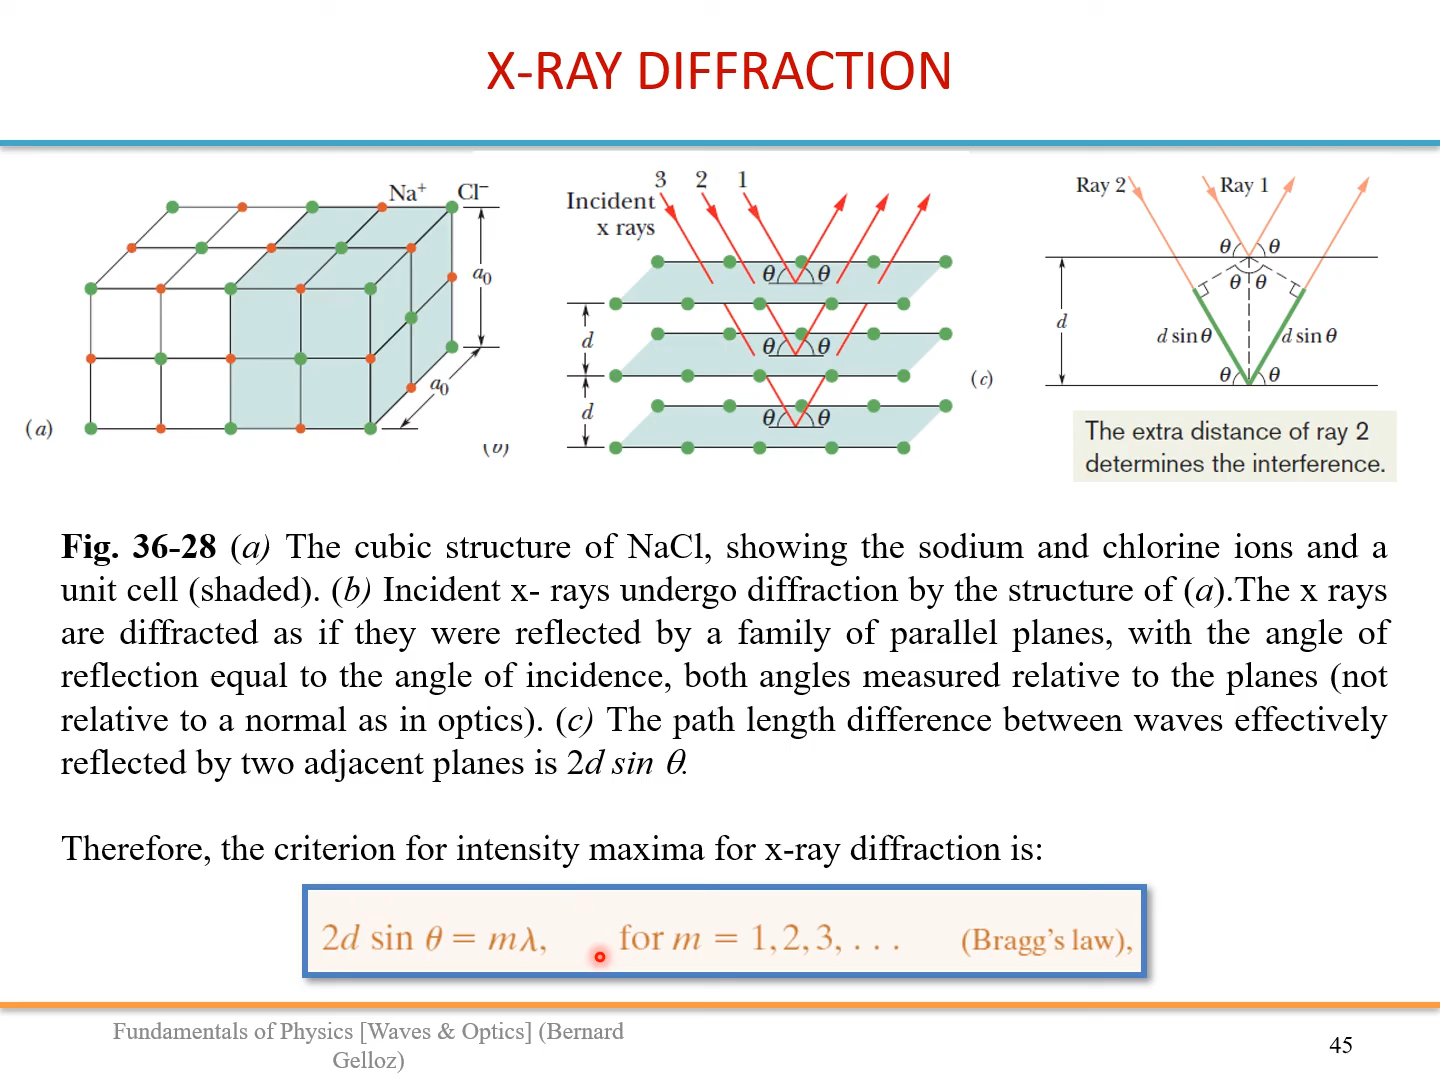 X-RAY DIFFRACTION
Na+ Cl−
a0
a0
(a)
3 2 1
Incident
x rays
θ θ
d
θ θ
d
θ θ
(b)
Ray 2 Ray 1
θ θ
θ θ
d
d sin θ d sin θ
θ θ
(c)
The extra distance of ray 2
determines the interference.
Fig. 36-28 (a) The cubic structure of NaCl, showing the sodium and chlorine ions and a
unit cell (shaded). (b) Incident x- rays undergo diffraction by the structure of (a).The x rays
are diffracted as if they were reflected by a family of parallel planes, with the angle of
reflection equal to the angle of incidence, both angles measured relative to the planes (not
relative to a normal as in optics). (c) The path length difference between waves effectively
reflected by two adjacent planes is 2d sin θ.
Therefore, the criterion for intensity maxima for x-ray diffraction is:
2d sin θ = mλ, for m = 1, 2, 3, . . . (Bragg's law),
Fundamentals of Physics [Waves & Optics] (Bernard
Gelloz)
45